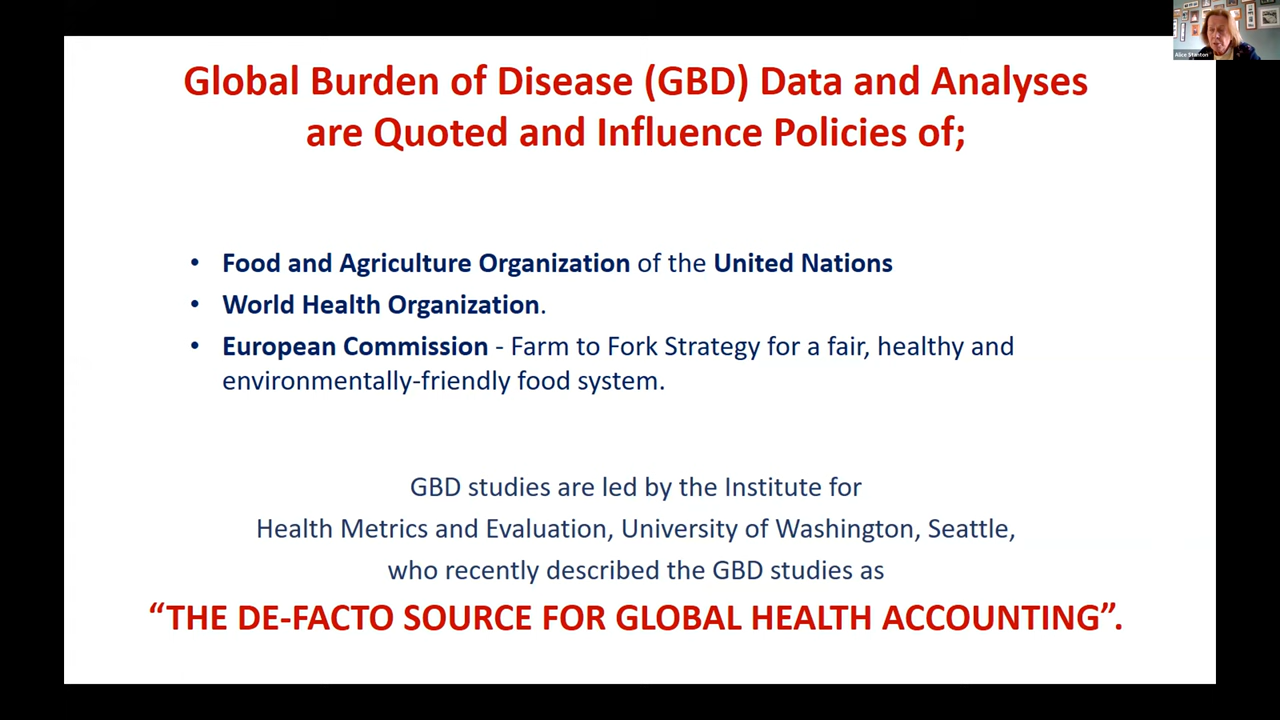 Global Burden of Disease (GBD) Data and Analyses
are Quoted and Influence Policies of;
• Food and Agriculture Organization of the United Nations
• World Health Organization.
• European Commission - Farm to Fork Strategy for a fair, healthy and
environmentally-friendly food system.
GBD studies are led by the Institute for
Health Metrics and Evaluation, University of Washington, Seattle,
who recently described the GBD studies as
“THE DE-FACTO SOURCE FOR GLOBAL HEALTH ACCOUNTING”.
Alice Stanton